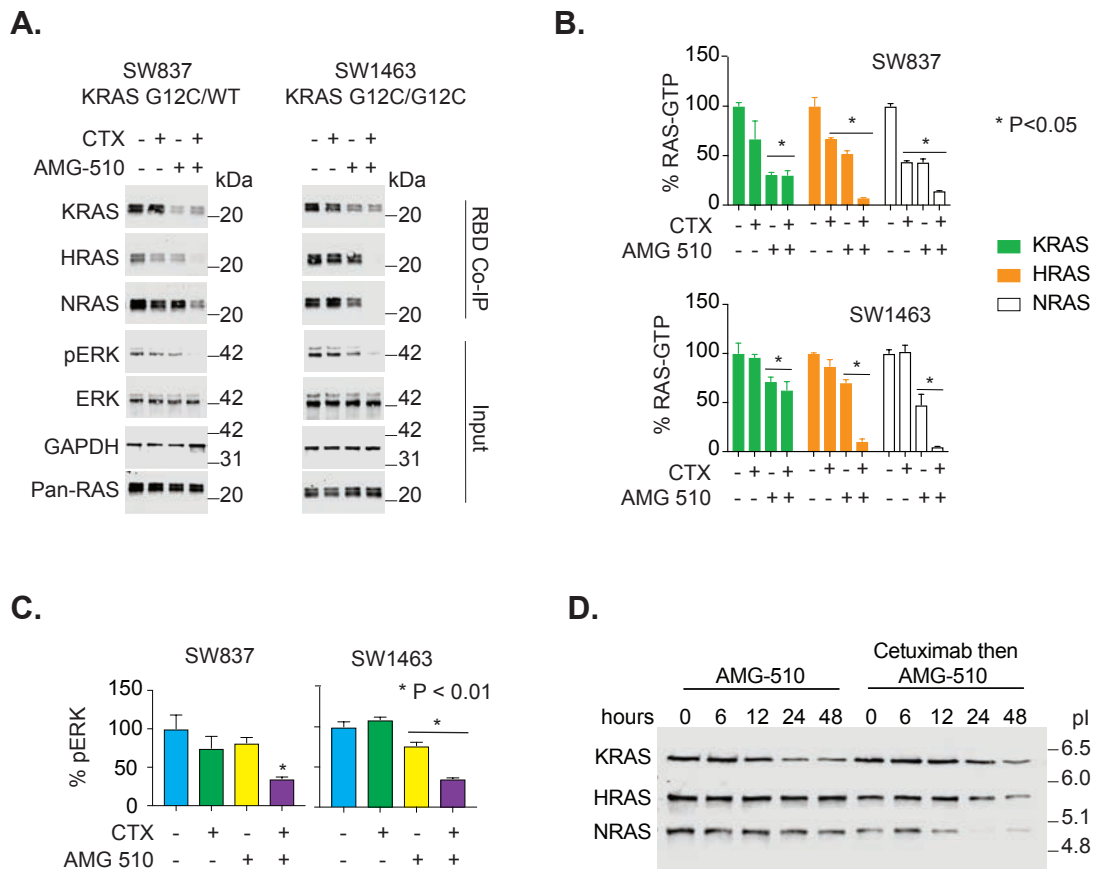 A.
SW837
KRAS G12C/WT
SW1463
KRAS G12C/G12C
CTX - + - + - + - +
AMG-510 - - + + - - + +
kDa kDa
KRAS 20 20
HRAS 20 20
NRAS 20 20
pERK 42 42
ERK 42 42
GAPDH 42 31 42 31
Pan-RAS 20 20
RBD Co-IP
Input
B.
SW837
* P<0.05
% RAS-GTP
150
100
50
0
* * *
CTX - + - + - + - + - + - +
AMG 510 - - + + - - + + - - + +
KRAS
HRAS
NRAS
SW1463
% RAS-GTP
150
100
50
0
* * *
CTX - + - + - + - + - + - +
AMG 510 - - + + - - + + - - + +
C.
SW837 SW1463
* P < 0.01
% pERK
150
100
50
0
* *
CTX - + - + - + - +
AMG 510 - - + + - - + +
D.
AMG-510
Cetuximab then
AMG-510
hours 0 6 12 24 48 0 6 12 24 48 pI
KRAS
HRAS
NRAS
6.5
6.0
5.1
4.8